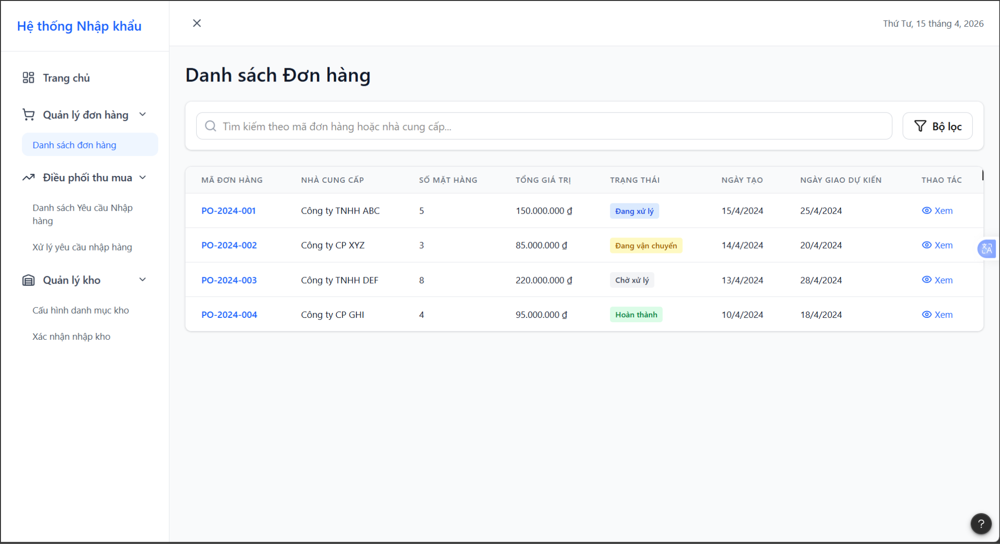 Hệ thống Nhập khẩu
Thứ Tư, 15 tháng 4, 2026
Trang chủ
Quản lý đơn hàng
Danh sách đơn hàng
Điều phối thu mua
Danh sách Yêu cầu Nhập
hàng
Xử lý yêu cầu nhập hàng
Quản lý kho
Cấu hình danh mục kho
Xác nhận nhập kho
Danh sách Đơn hàng
Tìm kiếm theo mã đơn hàng hoặc nhà cung cấp...
Bộ lọc
MÃ ĐƠN HÀNG NHÀ CUNG CẤP SỐ MẶT HÀNG TỔNG GIÁ TRỊ TRẠNG THÁI NGÀY TẠO NGÀY GIAO DỰ KIẾN THAO TÁC
PO-2024-001 Công ty TNHH ABC 5 150.000.000 ₫ Đang xử lý 15/4/2024 25/4/2024 Xem
PO-2024-002 Công ty CP XYZ 3 85.000.000 ₫ Đang vận chuyển 14/4/2024 20/4/2024 Xem
PO-2024-003 Công ty TNHH DEF 8 220.000.000 ₫ Chờ xử lý 13/4/2024 28/4/2024 Xem
PO-2024-004 Công ty CP GHI 4 95.000.000 ₫ Hoàn thành 10/4/2024 18/4/2024 Xem
?